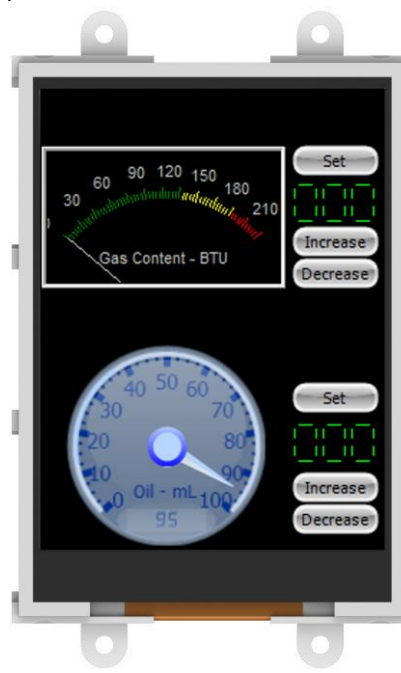 Set
0 30 60 90 120 150 180 210
Gas Content - BTU
Increase
Decrease
Set
0 10 20 30 40 50 60 70 80 90 100
Oil - mL
95
Increase
Decrease